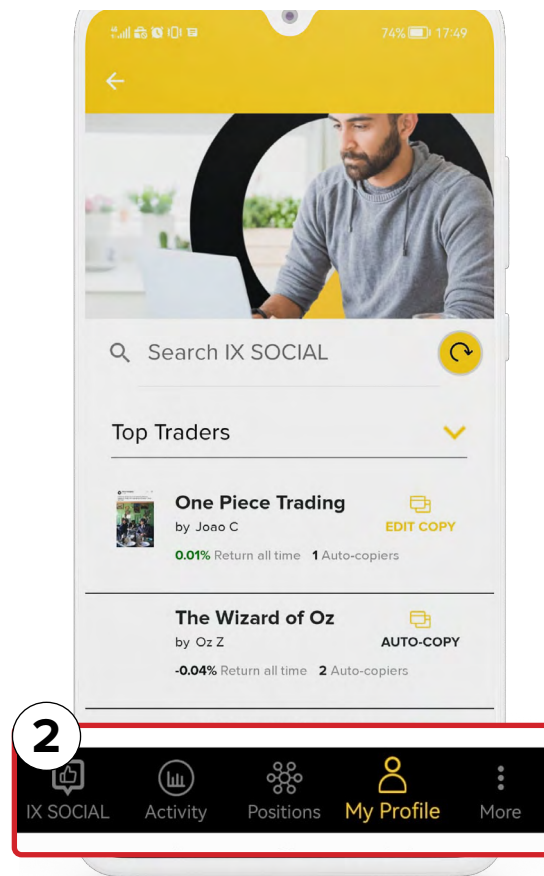 74% 17:49
Search IX SOCIAL
Top Traders
One Piece Trading
by Joao C
EDIT COPY
0.01% Return all time 1 Auto-copiers
The Wizard of Oz
by Oz Z
AUTO-COPY
-0.04% Return all time 2 Auto-copiers
2
IX SOCIAL Activity Positions My Profile More